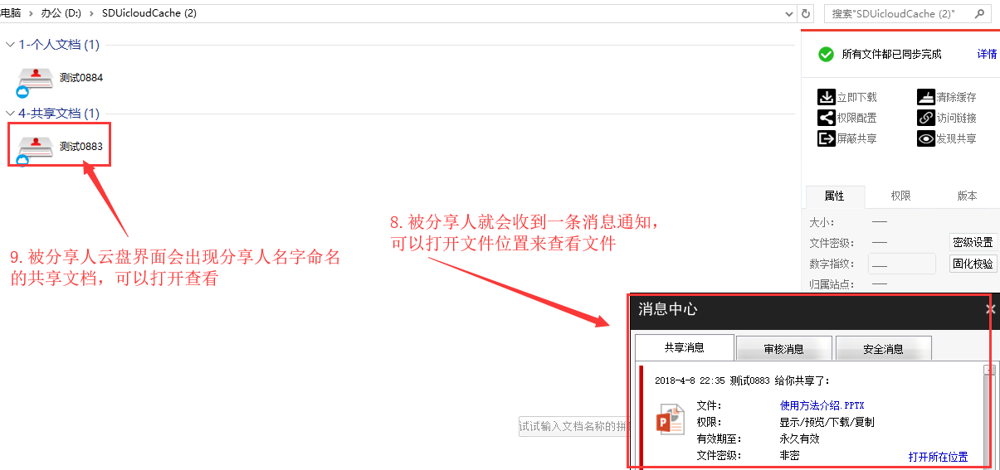 电脑 › 办公 (D:) › SDUicloudCache (2)
搜索"SDUicloudCache (2)"
1-个人文档 (1)
测试0884
4-共享文档 (1)
测试0883
9.被分享人云盘界面会出现分享人名字命名
的共享文档，可以打开查看
8.被分享人就会收到一条消息通知，
可以打开文件位置来查看文件
所有文件都已同步完成 详情
立即下载 清除缓存
权限配置 访问链接
屏蔽共享 发现共享
属性 权限 版本
大小： ——
文件密级： —— 密级设置
数字指纹： —— 固化校验
归属站点： ——
试试输入文档名称的拼
消息中心
共享消息 审核消息 安全消息
2018-4-8 22:35 测试0883 给你共享了：
文件： 使用方法介绍.PPTX
权限： 显示/预览/下载/复制
有效期至： 永久有效
文件密级： 非密
打开所在位置